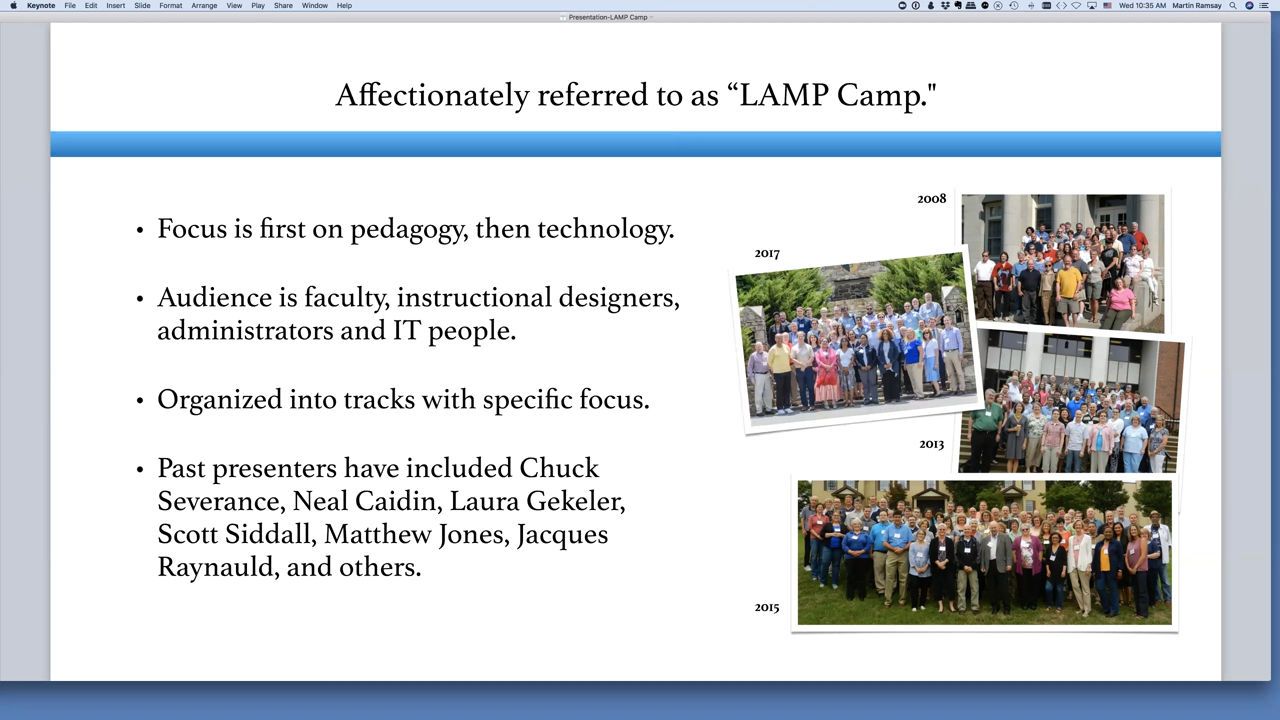 Keynote File Edit Insert Slide Format Arrange View Play Share Window Help Wed 10:35 AM Martin Ramsay
Presentation-LAMP Camp
Affectionately referred to as “LAMP Camp."
• Focus is first on pedagogy, then technology.
• Audience is faculty, instructional designers,
administrators and IT people.
• Organized into tracks with specific focus.
• Past presenters have included Chuck
Severance, Neal Caidin, Laura Gekeler,
Scott Siddall, Matthew Jones, Jacques
Raynauld, and others.
2008
2017
2013
2015